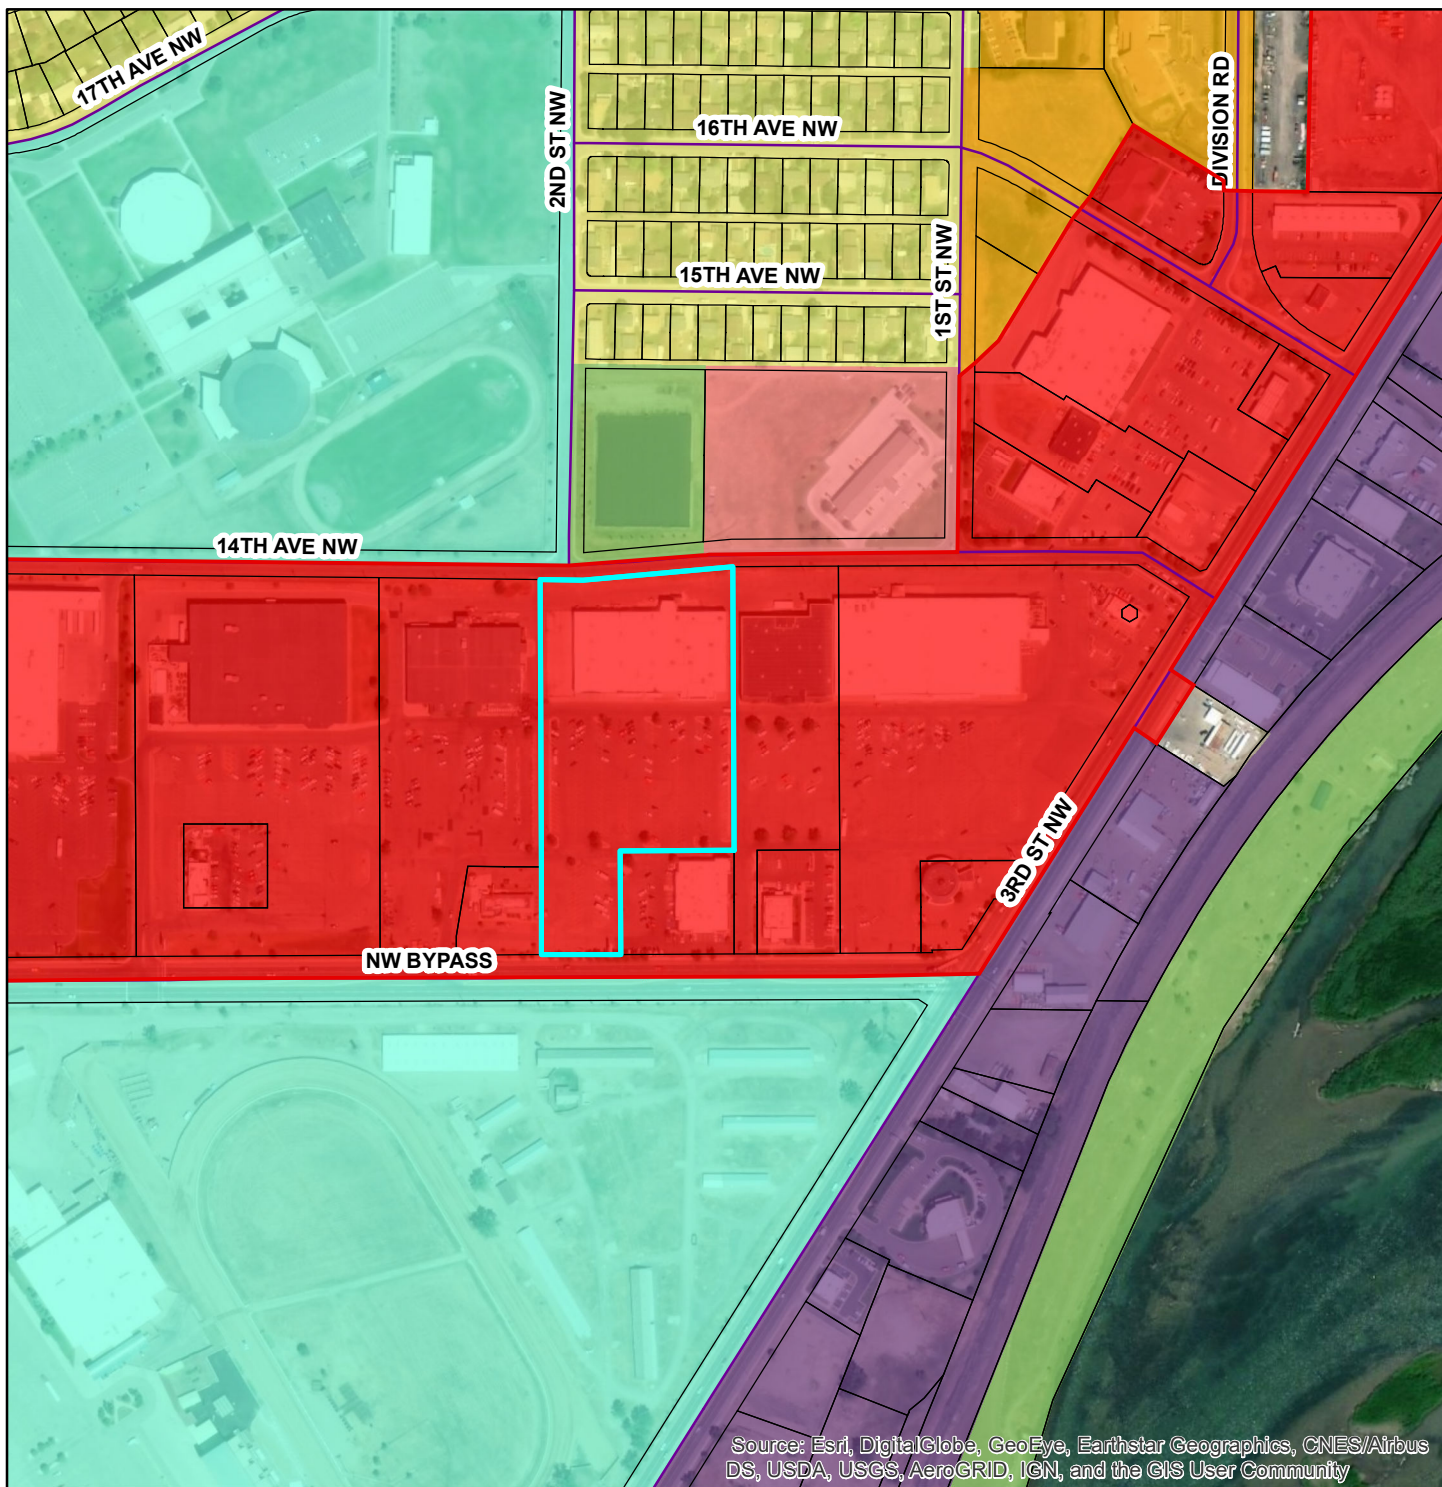 17TH AVE NW
2ND ST NW
16TH AVE NW
DIVISION RD
15TH AVE NW
1ST ST NW
14TH AVE NW
3RD ST NW
NW BYPASS
Source: Esri, DigitalGlobe, GeoEye, Earthstar Geographics, CNES/Airbus
DS, USDA, USGS, AeroGRID, IGN, and the GIS User Community